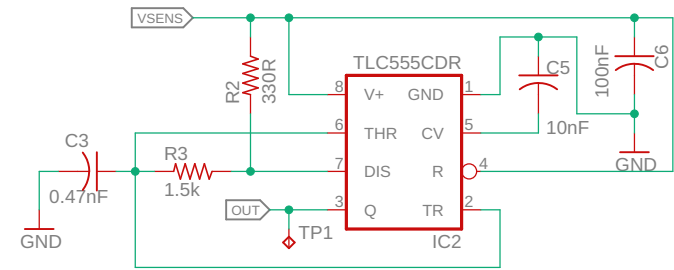 VSENS
TLC555CDR
R2
330R
8
V+
GND
1
C5
10nF
100nF
C6
6
THR
CV
5
C3
0.47nF
GND
R3
1.5k
7
DIS
R
4
GND
OUT
3
Q
TR
2
TP1
IC2